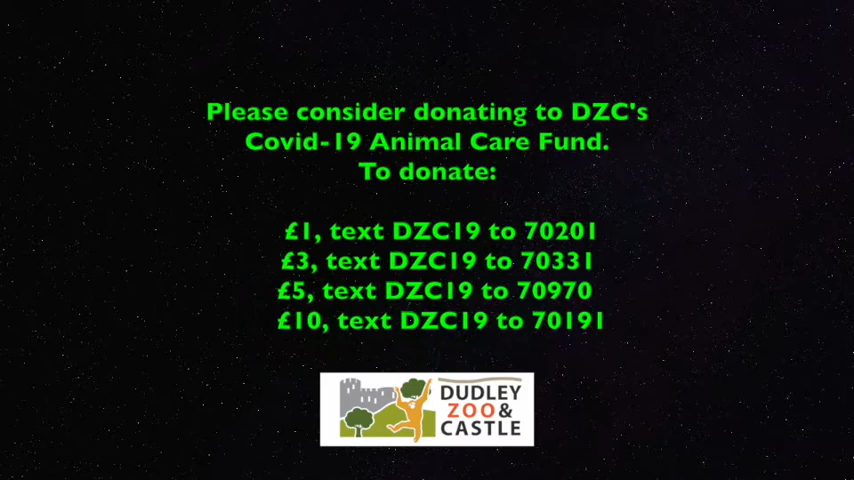 Please consider donating to DZC's
Covid-19 Animal Care Fund.
To donate:
£1, text DZC19 to 70201
£3, text DZC19 to 70331
£5, text DZC19 to 70970
£10, text DZC19 to 70191
DUDLEY
ZOO&
CASTLE